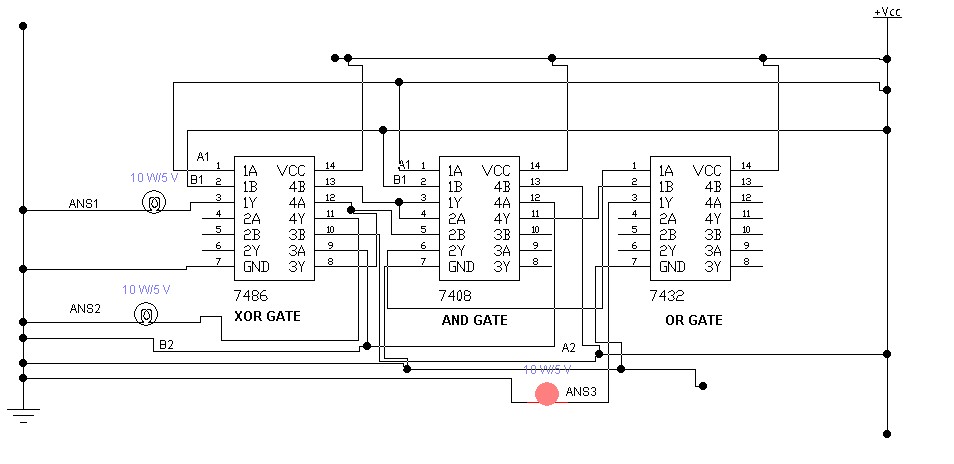 +Vcc
A1
1 1A VCC 14
B1 2 1B 4B 13
3 1Y 4A 12
4 2A 4Y 11
5 2B 3B 10
6 2Y 3A 9
7 GND 3Y 8
7486
XOR GATE
A1 1 1A VCC 14
B1 2 1B 4B 13
3 1Y 4A 12
4 2A 4Y 11
5 2B 3B 10
6 2Y 3A 9
7 GND 3Y 8
7408
AND GATE
1 1A VCC 14
2 1B 4B 13
3 1Y 4A 12
4 2A 4Y 11
5 2B 3B 10
6 2Y 3A 9
7 GND 3Y 8
7432
OR GATE
10 W/5 V
ANS1
10 W/5 V
ANS2
B2
A2
10 W/5 V
ANS3